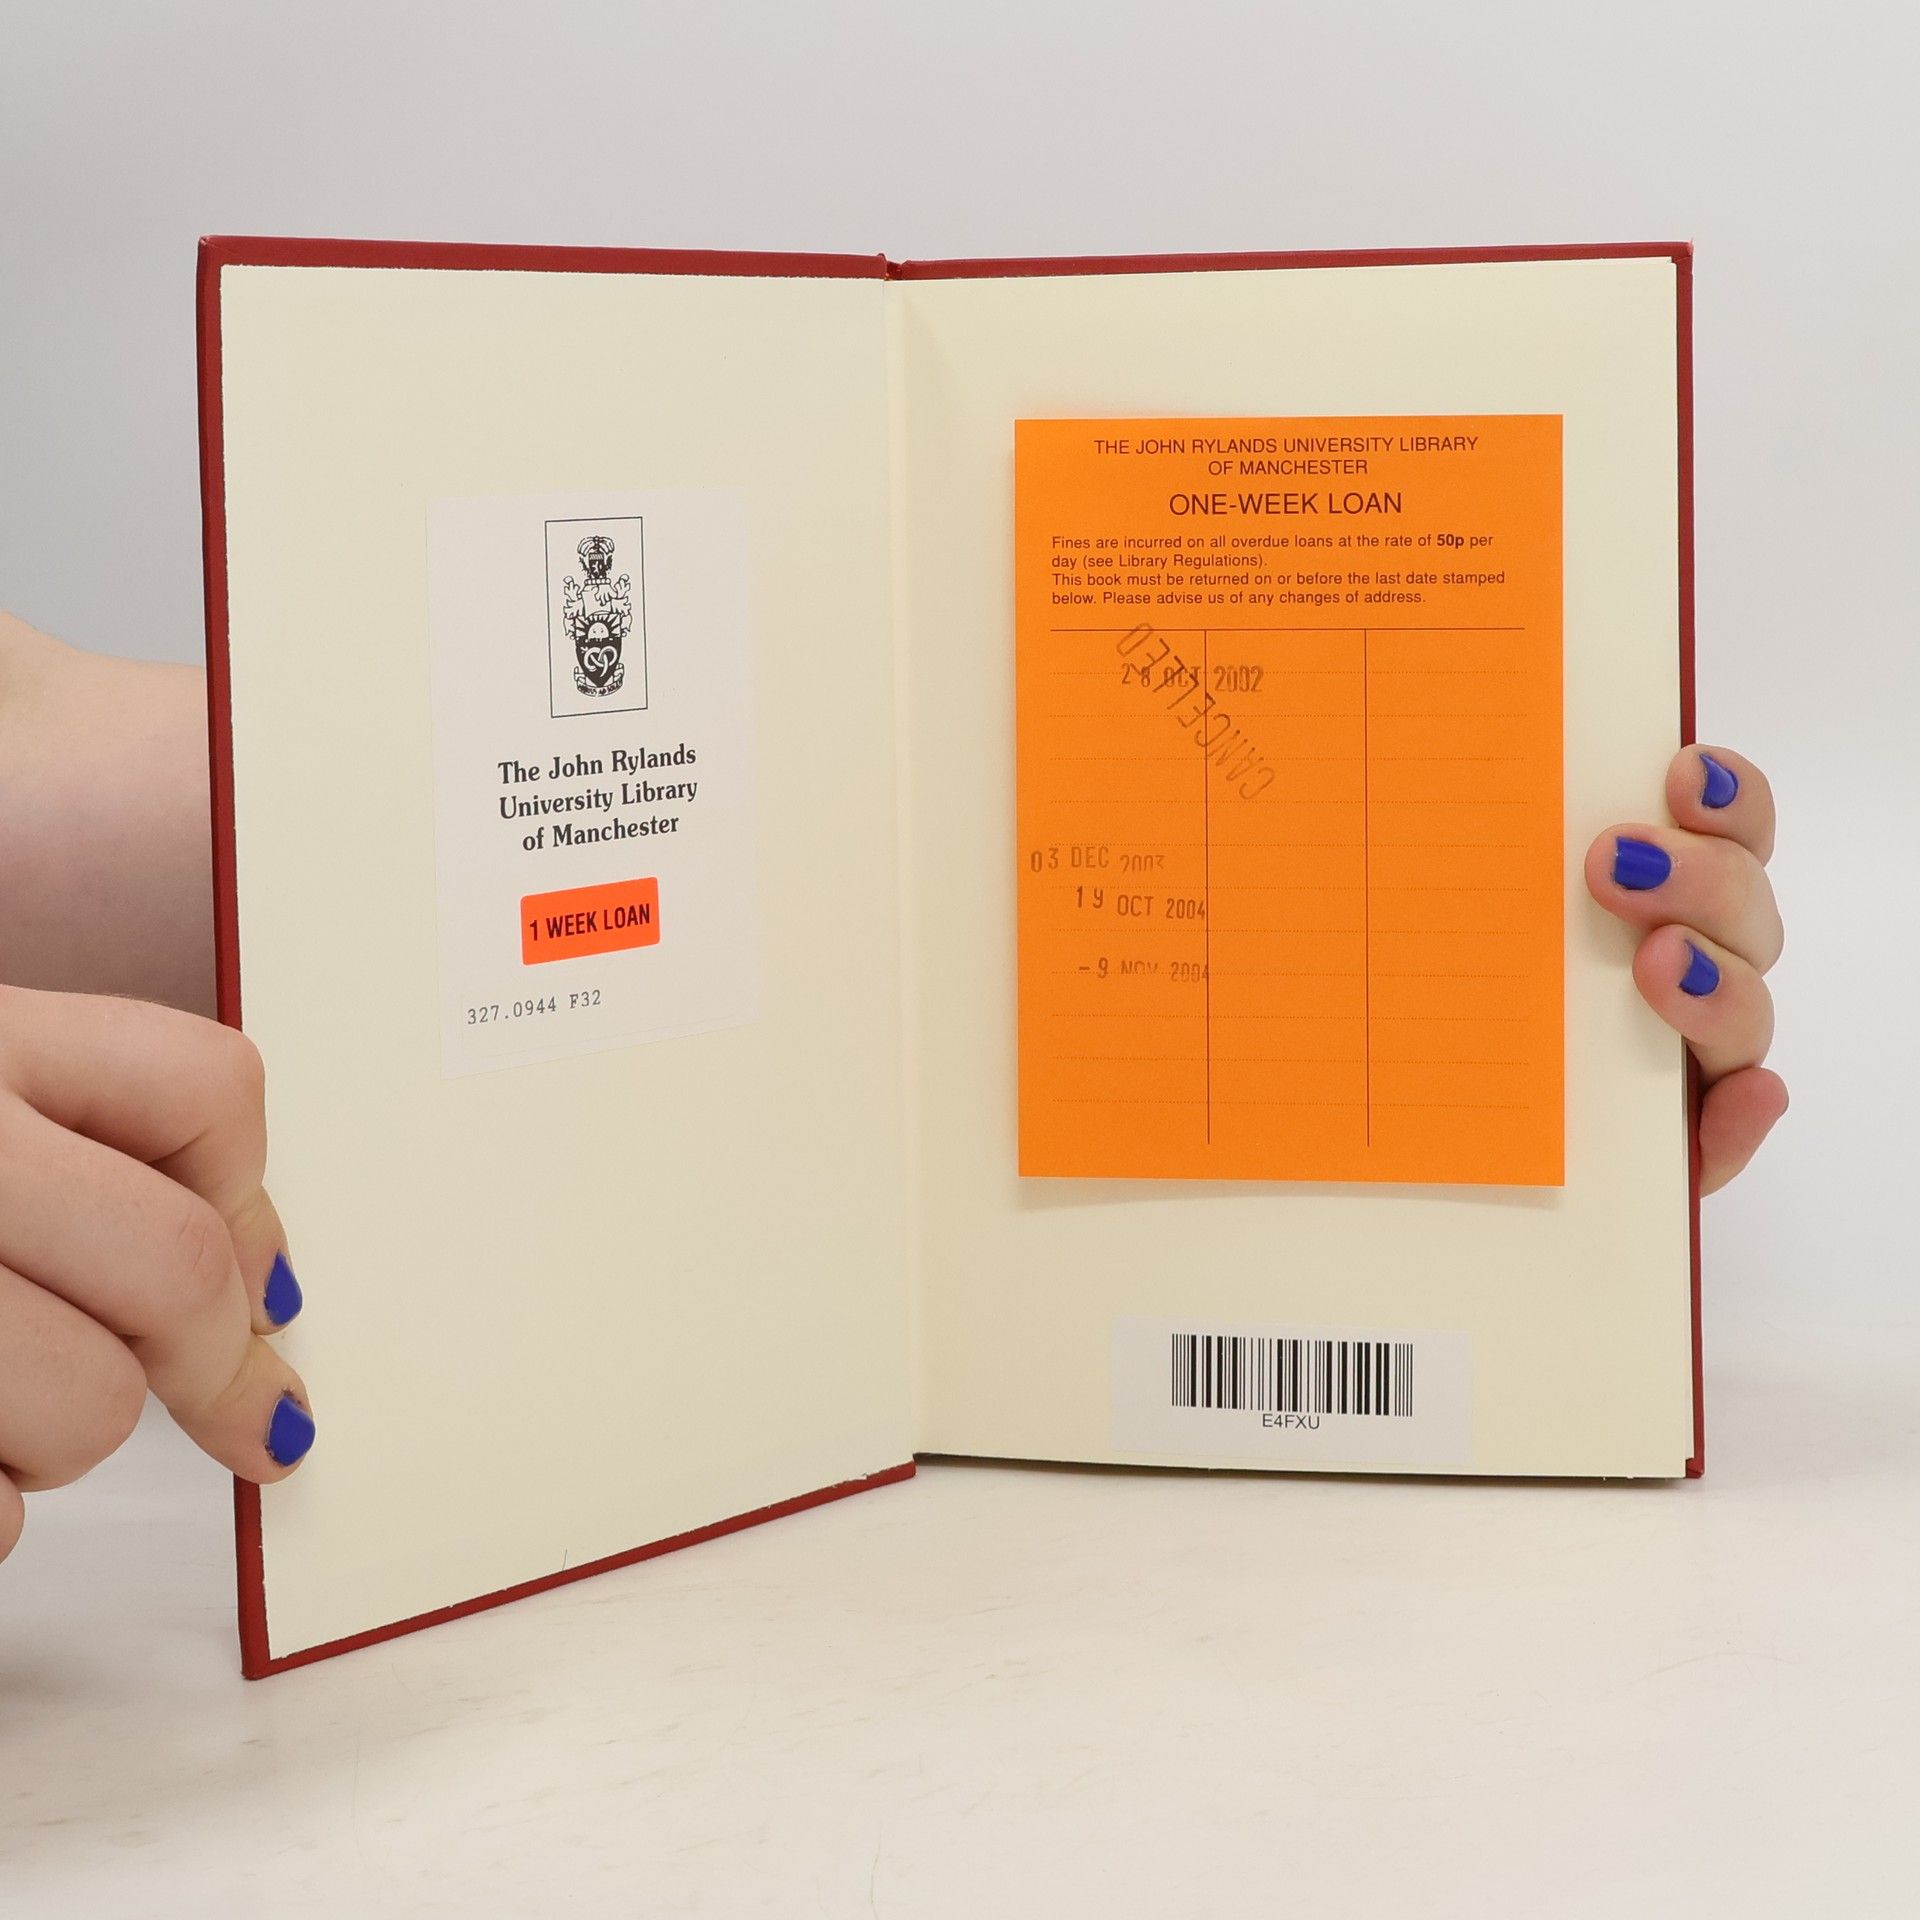 The John Rylands
University Library
of Manchester
1 WEEK LOAN
327.0944 F32
THE JOHN RYLANDS UNIVERSITY LIBRARY
OF MANCHESTER
ONE-WEEK LOAN
Fines are incurred on all overdue loans at the rate of 50p per
day (see Library Regulations).
This book must be returned on or before the last date stamped
below. Please advise us of any changes of address.
28 OCT 2002
CANCELLED
03 DEC 2003
19 OCT 2004
- 9 NOV 2004
E4FXU